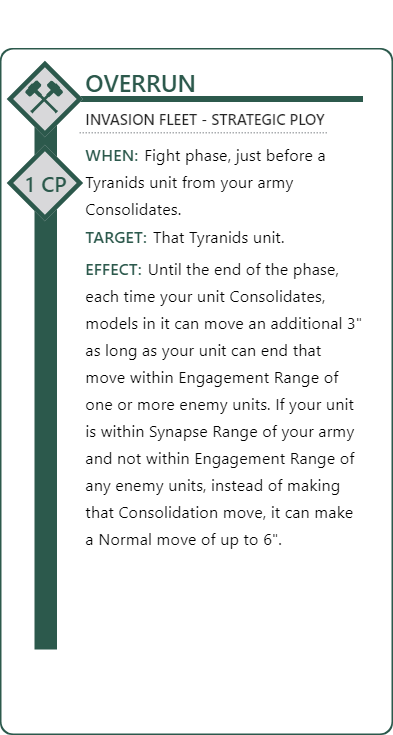 OVERRUN
INVASION FLEET - STRATEGIC PLOY
1 CP
WHEN: Fight phase, just before a
Tyranids unit from your army
Consolidates.
TARGET: That Tyranids unit.
EFFECT: Until the end of the phase,
each time your unit Consolidates,
models in it can move an additional 3"
as long as your unit can end that
move within Engagement Range of
one or more enemy units. If your unit
is within Synapse Range of your army
and not within Engagement Range of
any enemy units, instead of making
that Consolidation move, it can make
a Normal move of up to 6".